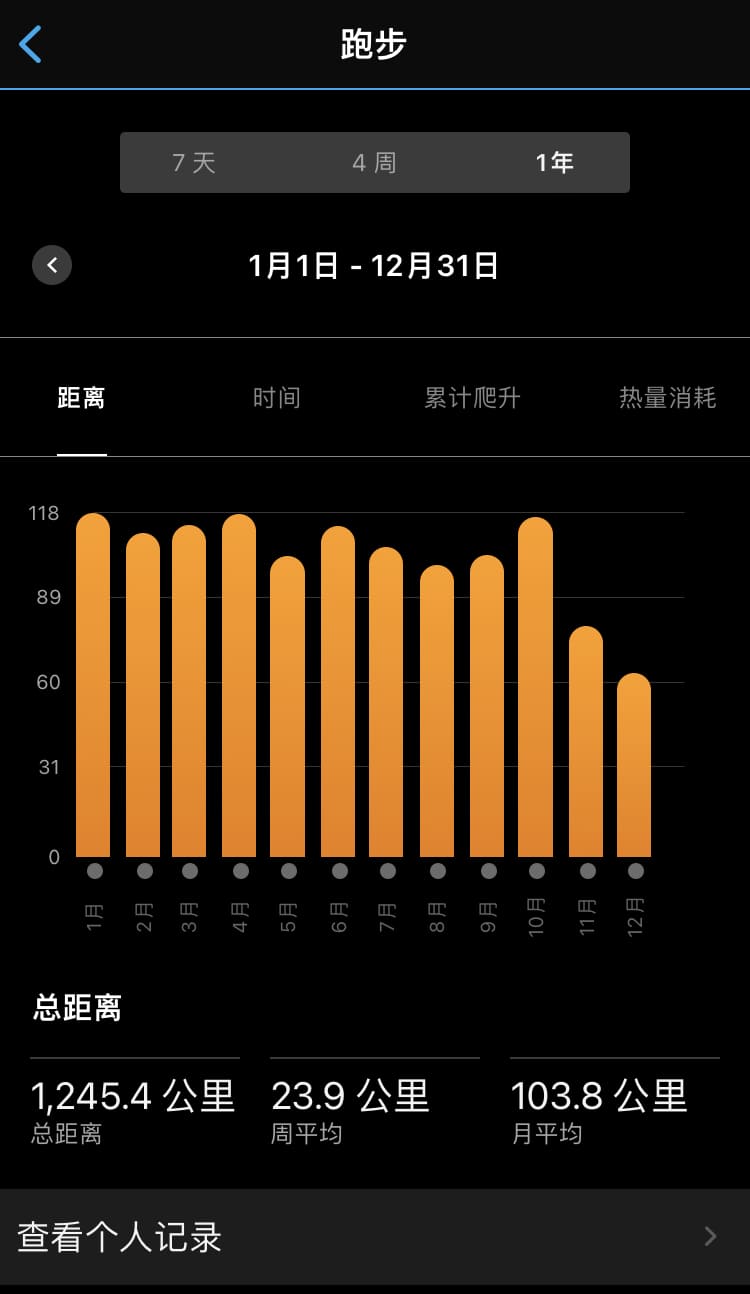 跑步
7 天 4 周 1年
1月1日 - 12月31日
距离 时间 累计爬升 热量消耗
118
89
60
31
0
1月 2月 3月 4月 5月 6月 7月 8月 9月 10月 11月 12月
总距离
1,245.4 公里 23.9 公里 103.8 公里
总距离 周平均 月平均
查看个人记录